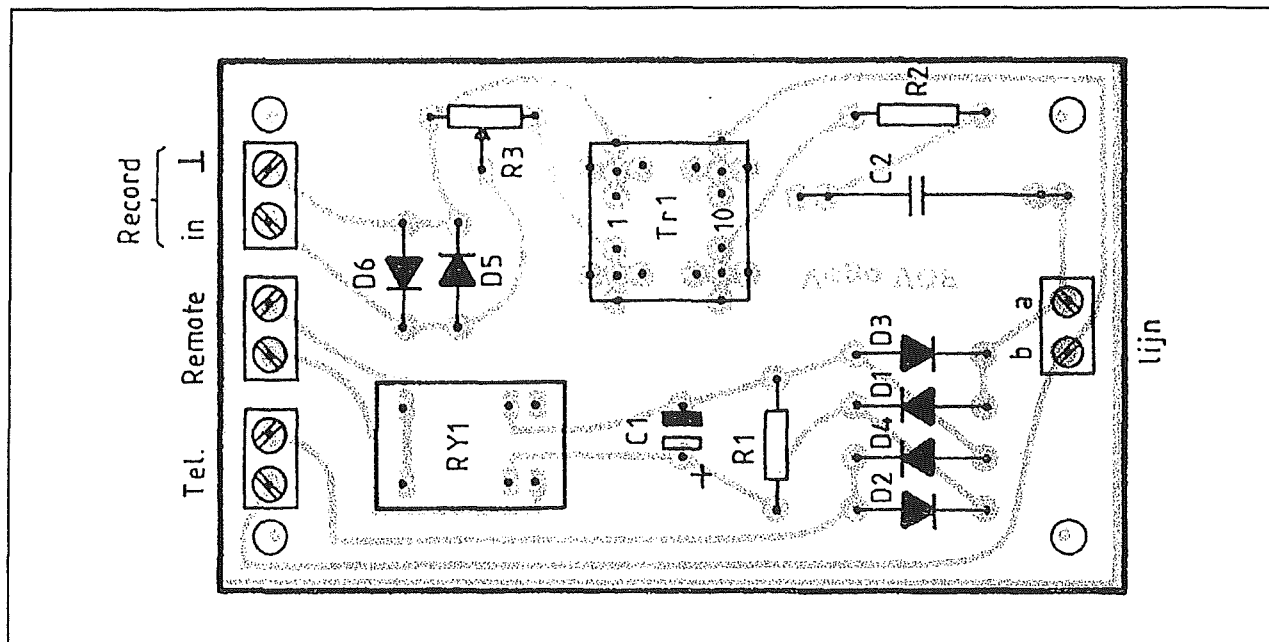 Record
in ⊥
Remote
Tel.
R3
R2
D6
D5
1
Tr1
10
C2
RY1
C1
+
R1
D3
D1
D4
D2
a
b
lijn